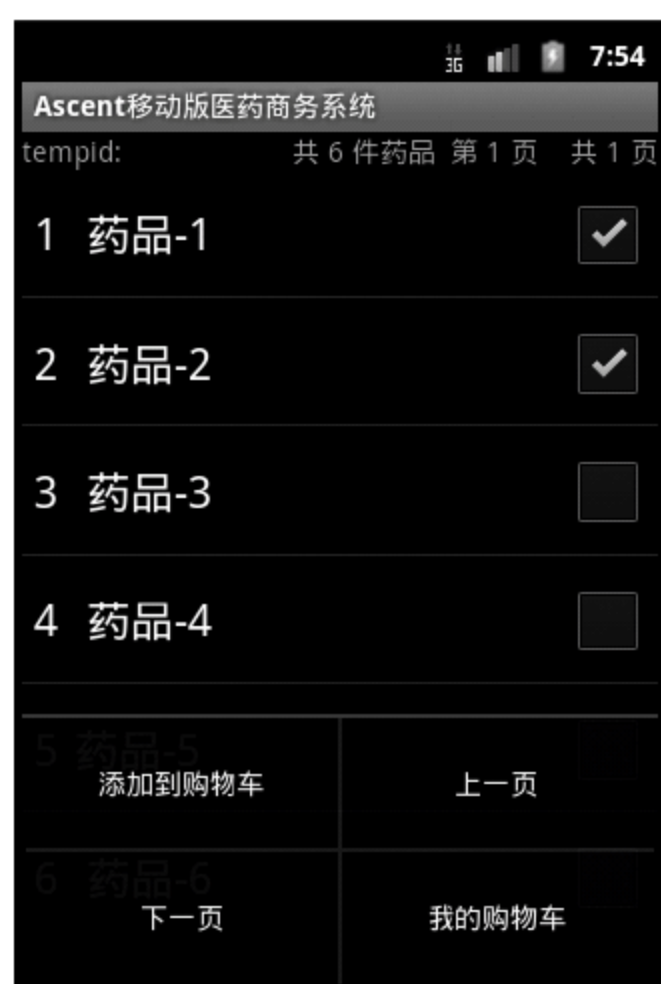 3G 7:54
Ascent移动版医药商务系统
tempid: 共 6 件药品 第 1 页 共 1 页
1 药品-1
2 药品-2
3 药品-3
4 药品-4
5 药品-5
添加到购物车 上一页
6 药品-6
下一页 我的购物车